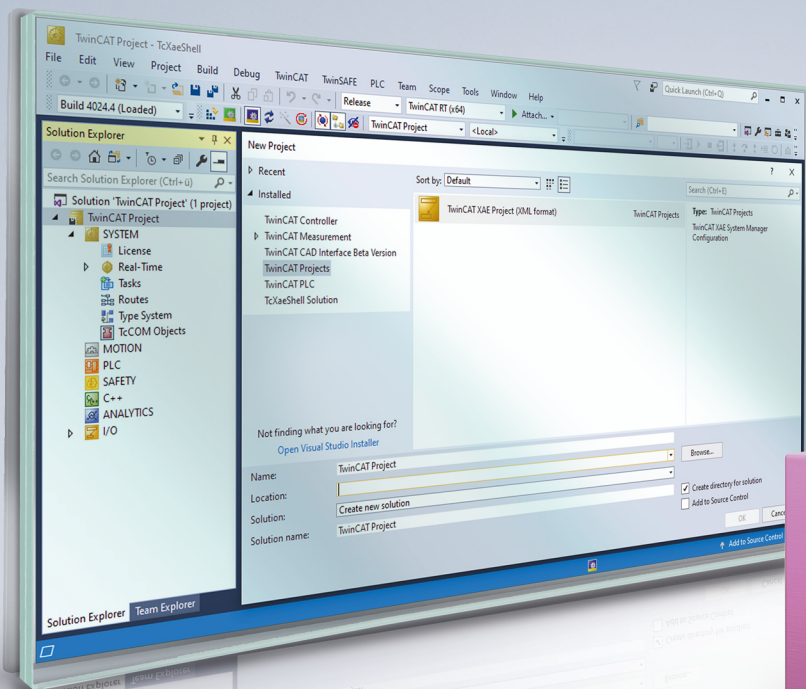 TwinCAT Project - TcXaeShell
File Edit View Project Build Debug TwinCAT TwinSAFE PLC Team Scope Tools Window Help
Quick Launch (Ctrl+Q)
Release TwinCAT RT (x64) Attach...
Build 4024.4 (Loaded) TwinCAT Project <Local>
Solution Explorer
Search Solution Explorer (Ctrl+ü)
Solution 'TwinCAT Project' (1 project)
TwinCAT Project
SYSTEM
License
Real-Time
Tasks
Routes
Type System
TcCOM Objects
MOTION
PLC
SAFETY
C++
ANALYTICS
I/O
Solution Explorer Team Explorer
New Project ? X
Recent
Installed
TwinCAT Controller
TwinCAT Measurement
TwinCAT CAD Interface Beta Version
TwinCAT Projects
TwinCAT PLC
TcXaeShell Solution
Not finding what you are looking for?
Open Visual Studio Installer
Sort by: Default
TwinCAT XAE Project (XML format) TwinCAT Projects
Search (Ctrl+E)
Type: TwinCAT Projects
TwinCAT XAE System Manager
Configuration
Name: TwinCAT Project
Location: Browse...
Solution: Create new solution
Solution name: TwinCAT Project
Create directory for solution
Add to Source Control
OK Cance
Add to Source Control